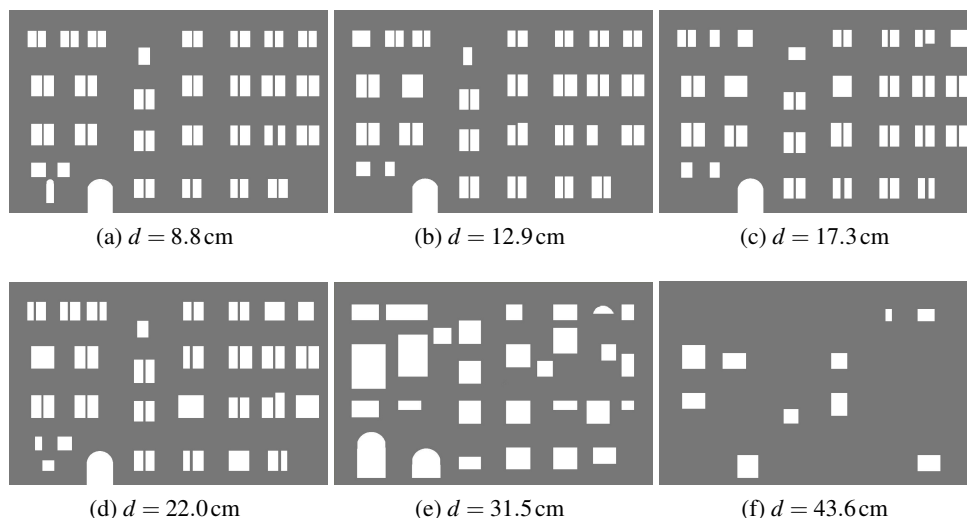 (a) d = 8.8 cm
(b) d = 12.9 cm
(c) d = 17.3 cm
(d) d = 22.0 cm
(e) d = 31.5 cm
(f) d = 43.6 cm